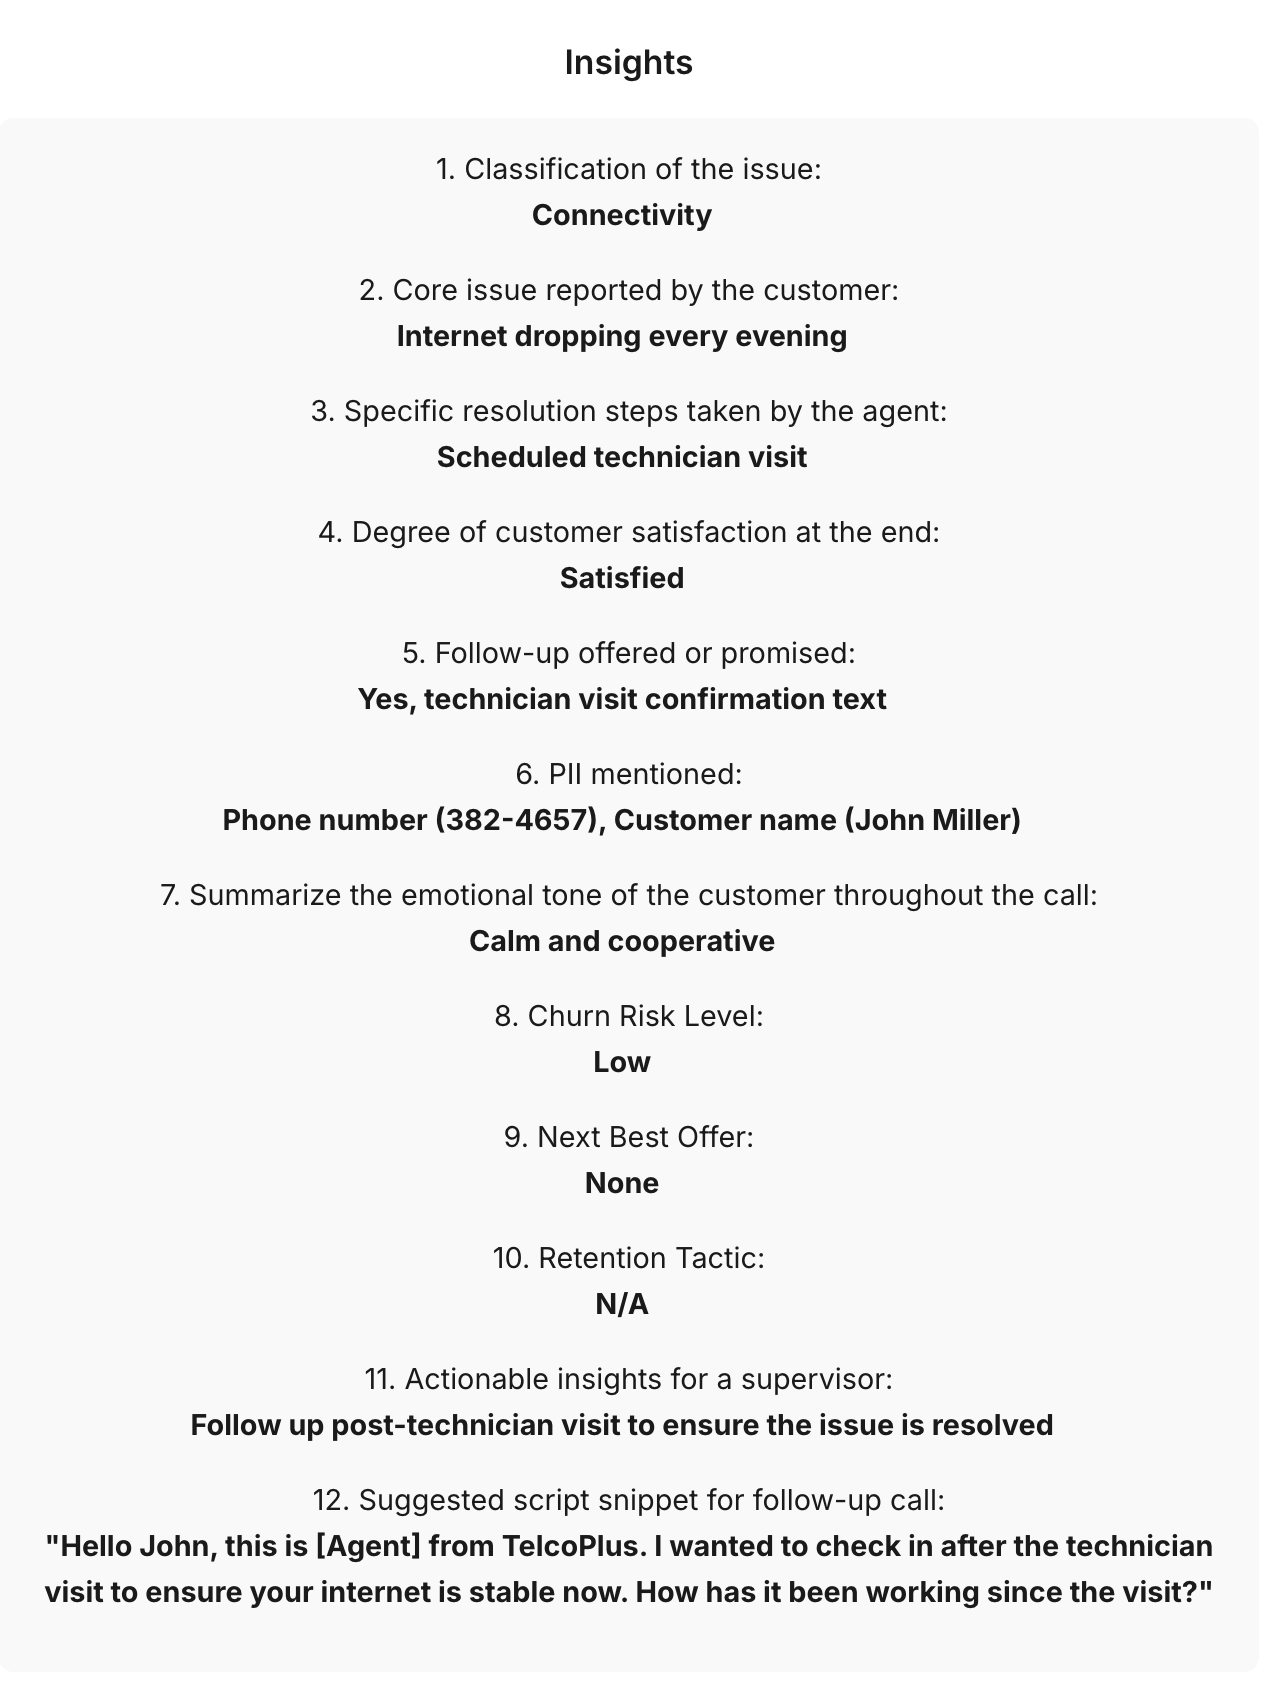 Insights
1. Classification of the issue:
Connectivity
2. Core issue reported by the customer:
Internet dropping every evening
3. Specific resolution steps taken by the agent:
Scheduled technician visit
4. Degree of customer satisfaction at the end:
Satisfied
5. Follow-up offered or promised:
Yes, technician visit confirmation text
6. PII mentioned:
Phone number (382-4657), Customer name (John Miller)
7. Summarize the emotional tone of the customer throughout the call:
Calm and cooperative
8. Churn Risk Level:
Low
9. Next Best Offer:
None
10. Retention Tactic:
N/A
11. Actionable insights for a supervisor:
Follow up post-technician visit to ensure the issue is resolved
12. Suggested script snippet for follow-up call:
"Hello John, this is [Agent] from TelcoPlus. I wanted to check in after the technician
visit to ensure your internet is stable now. How has it been working since the visit?"